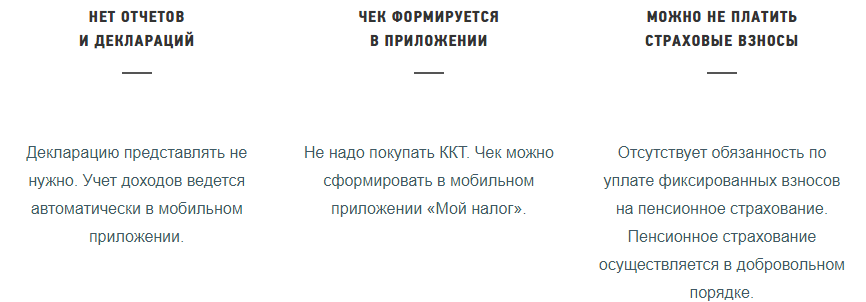 НЕТ ОТЧЕТОВ
И ДЕКЛАРАЦИЙ
Декларацию представлять не
нужно. Учет доходов ведется
автоматически в мобильном
приложении.
ЧЕК ФОРМИРУЕТСЯ
В ПРИЛОЖЕНИИ
Не надо покупать ККТ. Чек можно
сформировать в мобильном
приложении «Мой налог».
МОЖНО НЕ ПЛАТИТЬ
СТРАХОВЫЕ ВЗНОСЫ
Отсутствует обязанность по
уплате фиксированных взносов
на пенсионное страхование.
Пенсионное страхование
осуществляется в добровольном
порядке.